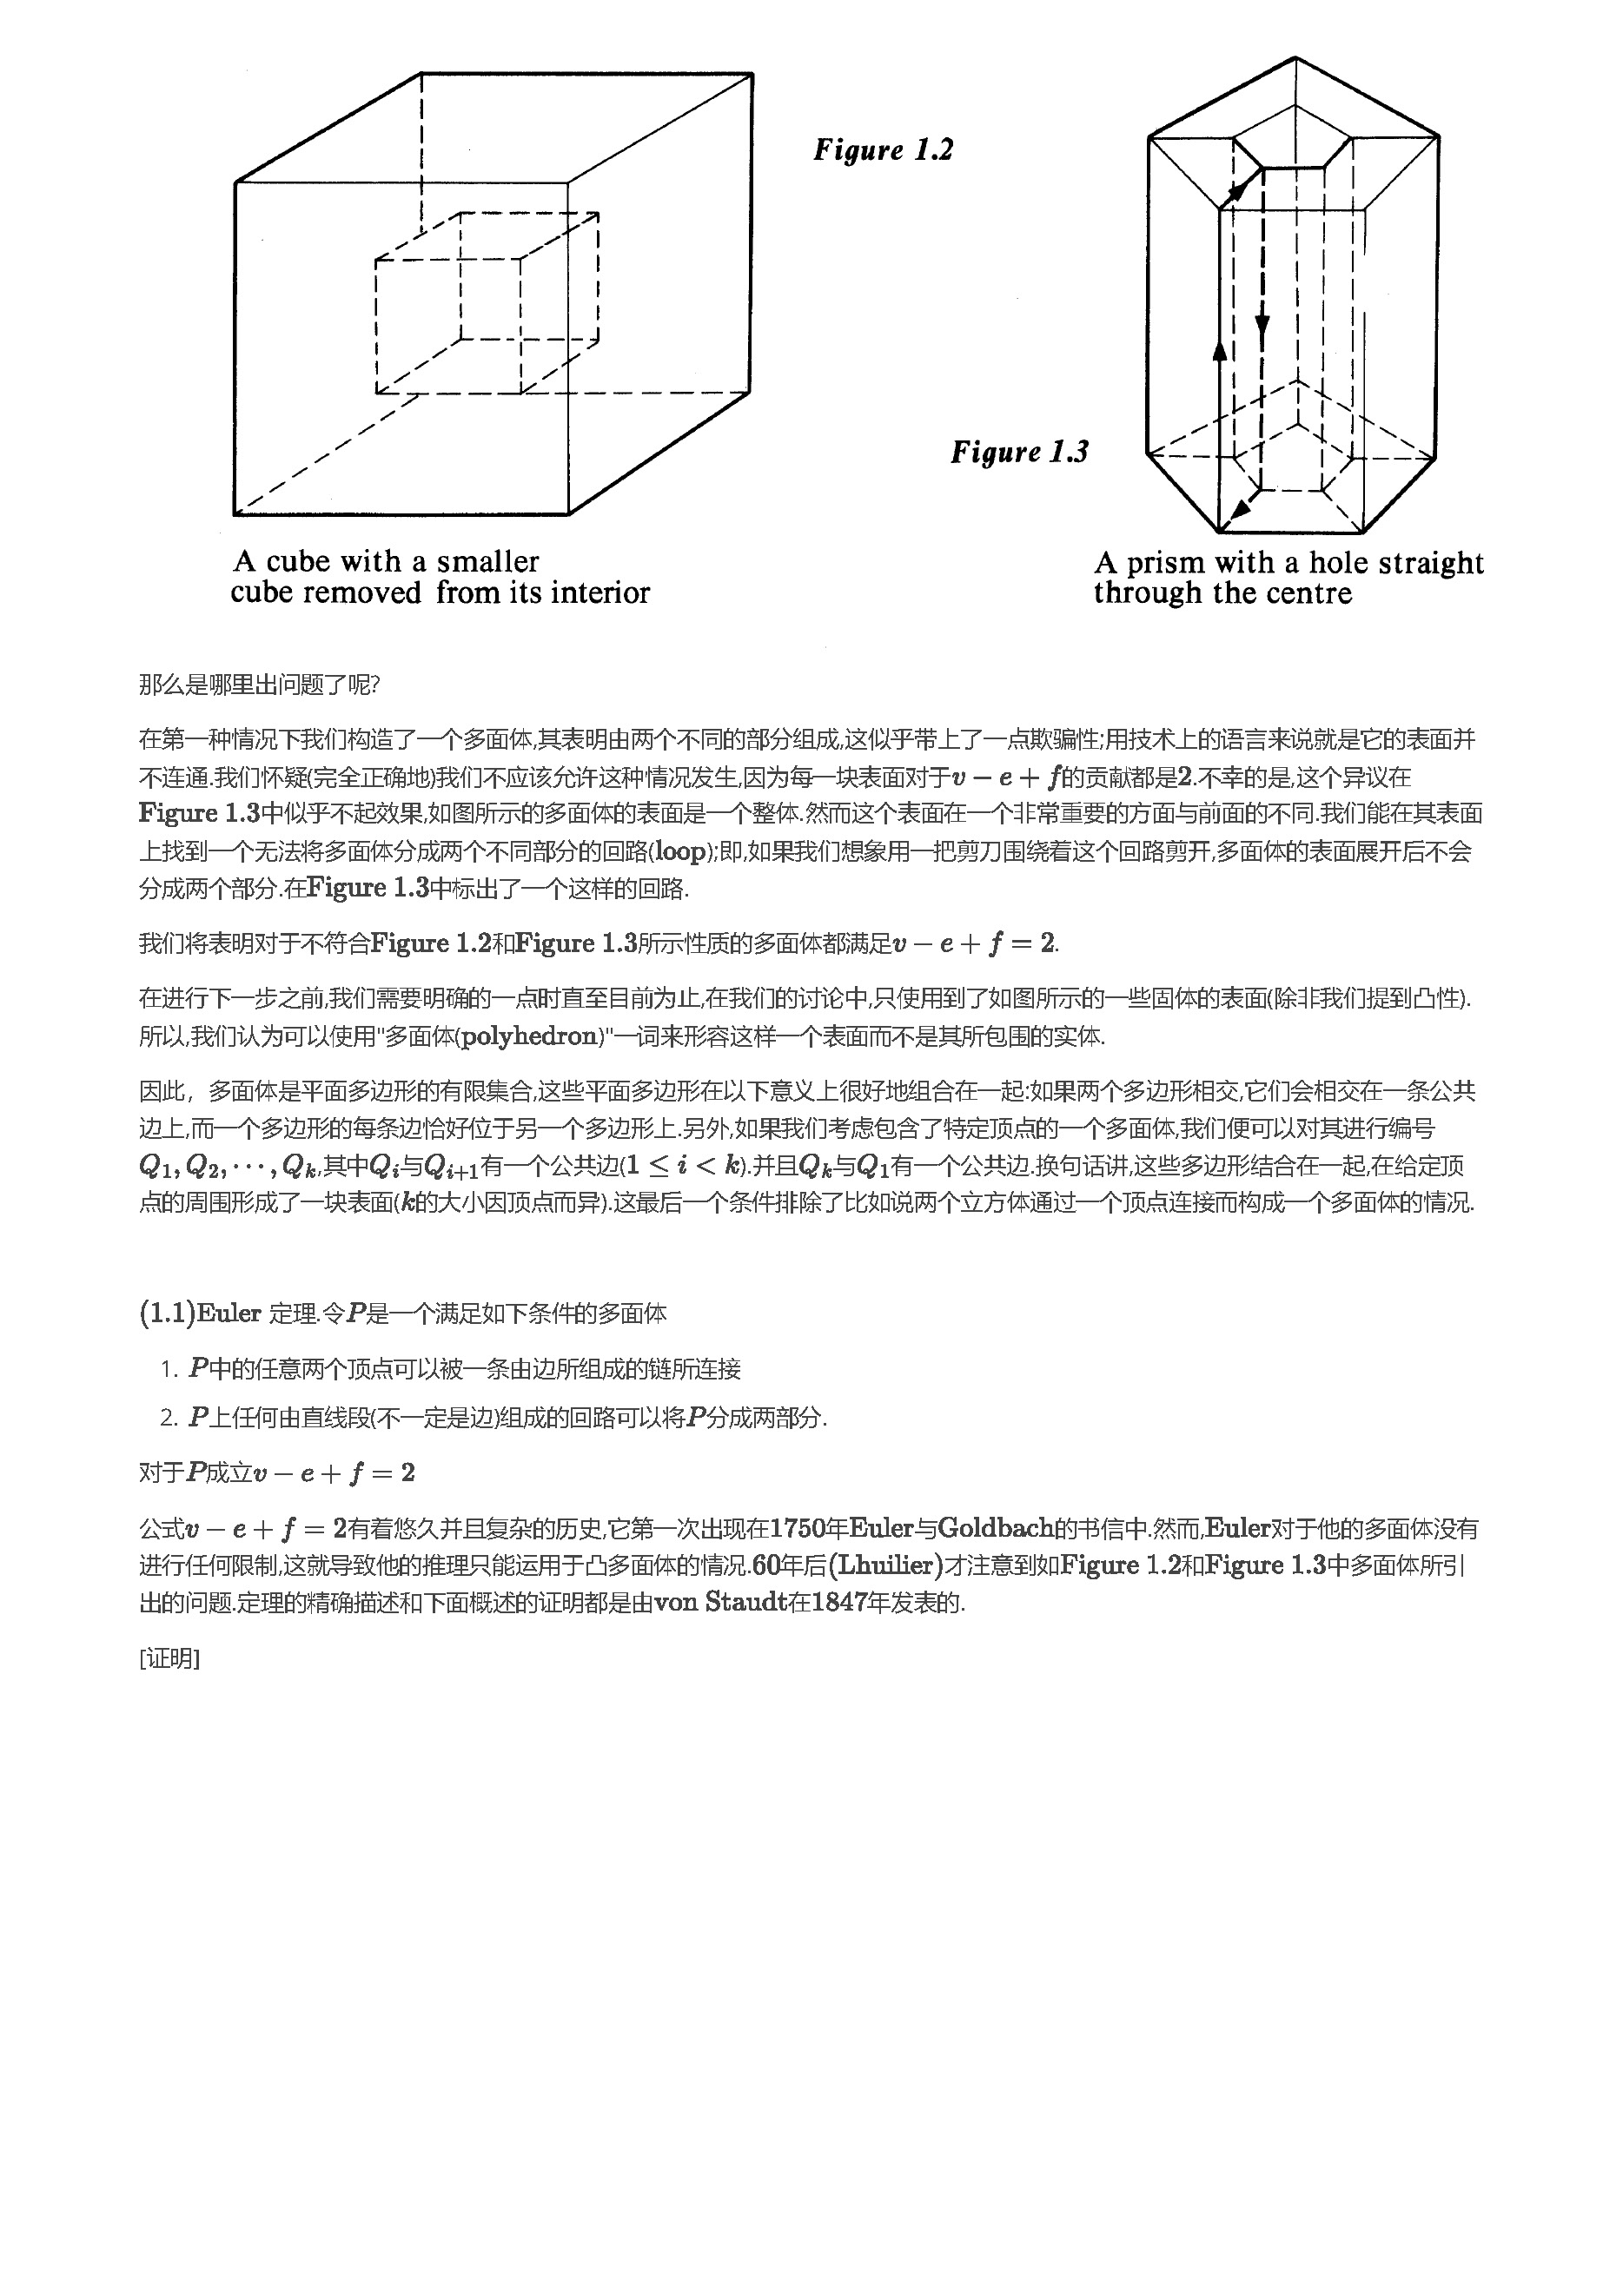 Figure 1.2
Figure 1.3
A cube with a smaller
cube removed from its interior
A prism with a hole straight
through the centre
那么是哪里出问题了呢?
在第一种情况下我们构造了一个多面体,其表明由两个不同的部分组成,这似乎带上了一点欺骗性;用技术上的语言来说就是它的表面并
不连通.我们怀疑(完全正确地)我们不应该允许这种情况发生,因为每一块表面对于v − e + f的贡献都是2.不幸的是,这个异议在
Figure 1.3中似乎不起效果,如图所示的多面体的表面是一个整体.然而这个表面在一个非常重要的方面与前面的不同.我们能在其表面
上找到一个无法将多面体分成两个不同部分的回路(loop);即,如果我们想象用一把剪刀围绕着这个回路剪开,多面体的表面展开后不会
分成两个部分.在Figure 1.3中标出了一个这样的回路.
我们将表明对于不符合Figure 1.2和Figure 1.3所示性质的多面体都满足v − e + f = 2.
在进行下一步之前,我们需要明确的一点时直至目前为止,在我们的讨论中,只使用到了如图所示的一些固体的表面(除非我们提到凸性).
所以,我们认为可以使用"多面体(polyhedron)"一词来形容这样一个表面而不是其所包围的实体.
因此，多面体是平面多边形的有限集合,这些平面多边形在以下意义上很好地组合在一起:如果两个多边形相交,它们会相交在一条公共
边上,而一个多边形的每条边恰好位于另一个多边形上.另外,如果我们考虑包含了特定顶点的一个多面体,我们便可以对其进行编号
Q₁, Q₂, ⋯ , Qₖ,其中Qᵢ与Qᵢ₊₁有一个公共边(1 ≤ i < k).并且Qₖ与Q₁有一个公共边.换句话讲,这些多边形结合在一起,在给定顶
点的周围形成了一块表面(k的大小因顶点而异).这最后一个条件排除了比如说两个立方体通过一个顶点连接而构成一个多面体的情况.
(1.1)Euler 定理.令P是一个满足如下条件的多面体
1. P中的任意两个顶点可以被一条由边所组成的链所连接
2. P上任何由直线段(不一定是边)组成的回路可以将P分成两部分.
对于P成立v − e + f = 2
公式v − e + f = 2有着悠久并且复杂的历史,它第一次出现在1750年Euler与Goldbach的书信中.然而,Euler对于他的多面体没有
进行任何限制,这就导致他的推理只能运用于凸多面体的情况.60年后(Lhuilier)才注意到如Figure 1.2和Figure 1.3中多面体所引
出的问题.定理的精确描述和下面概述的证明都是由von Staudt在1847年发表的.
[证明]